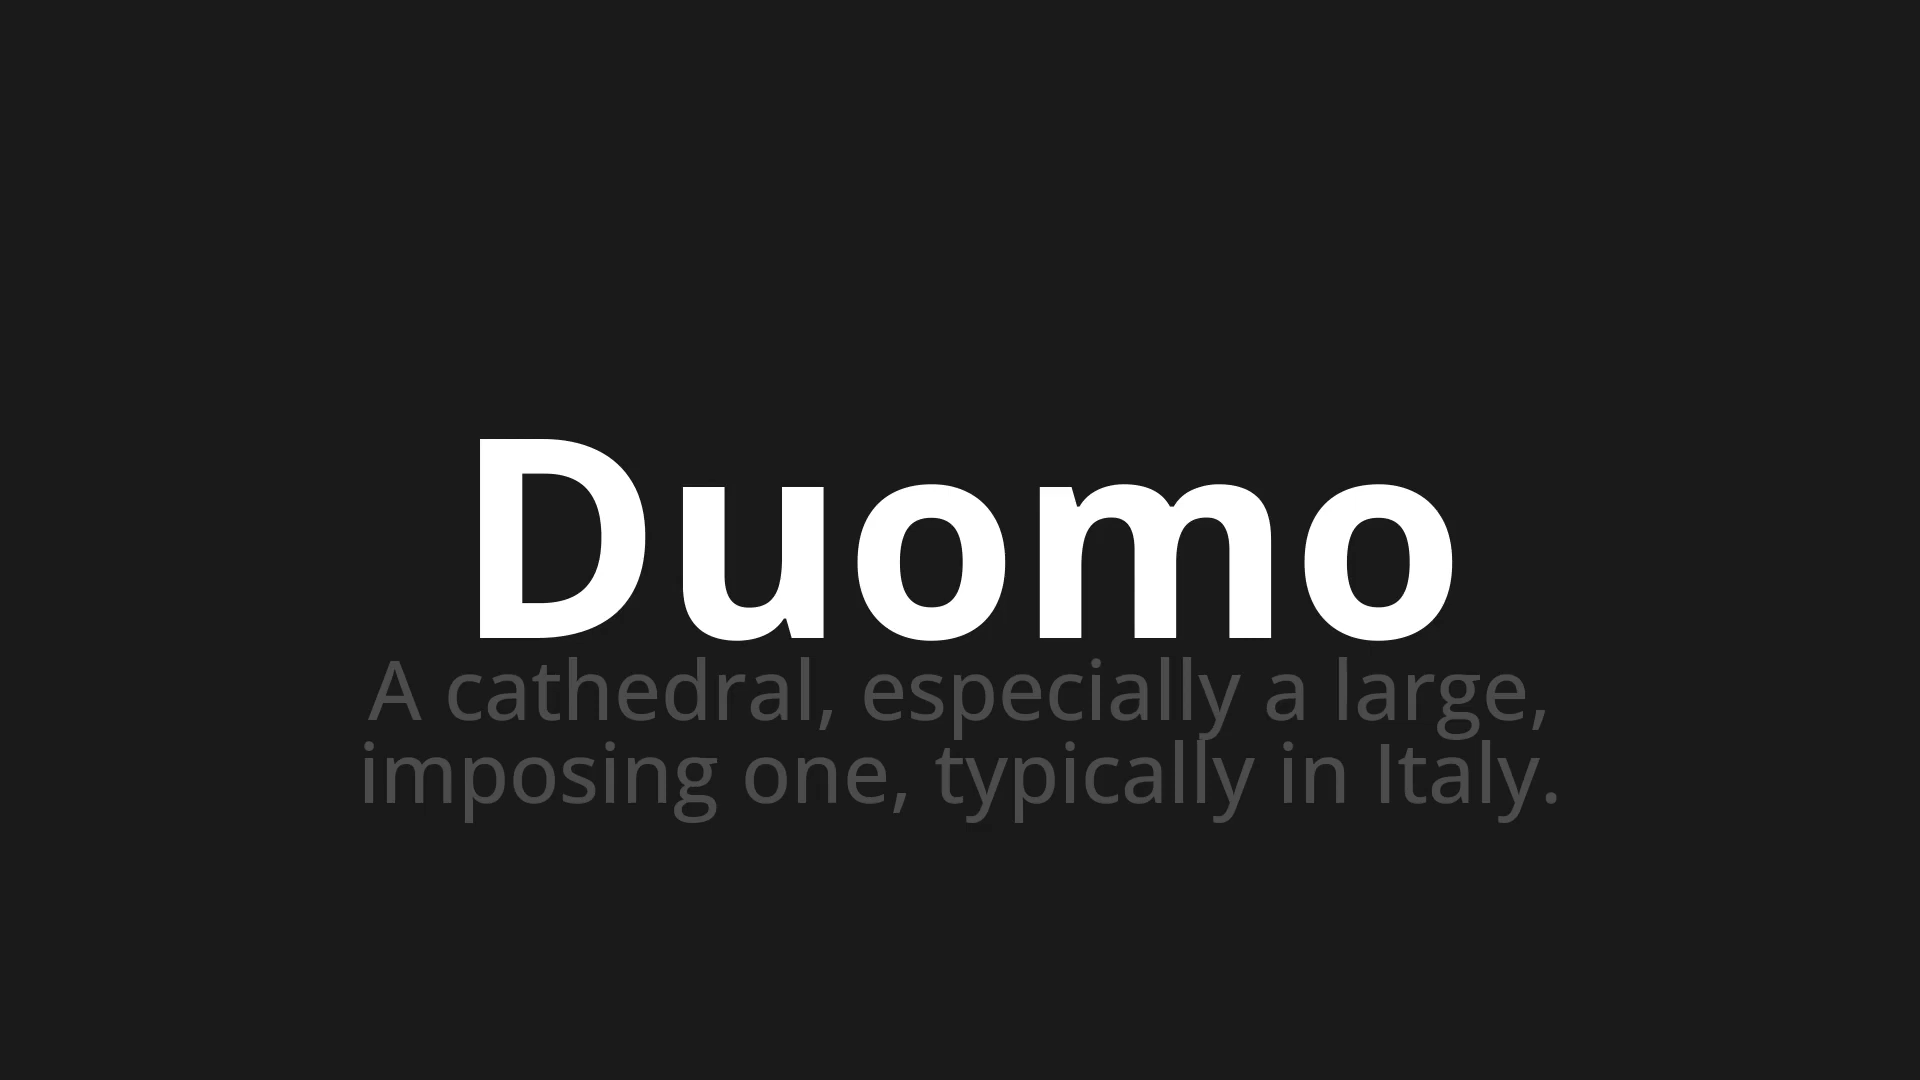 Duomo
A cathedral, especially a large,
imposing one, typically in Italy.